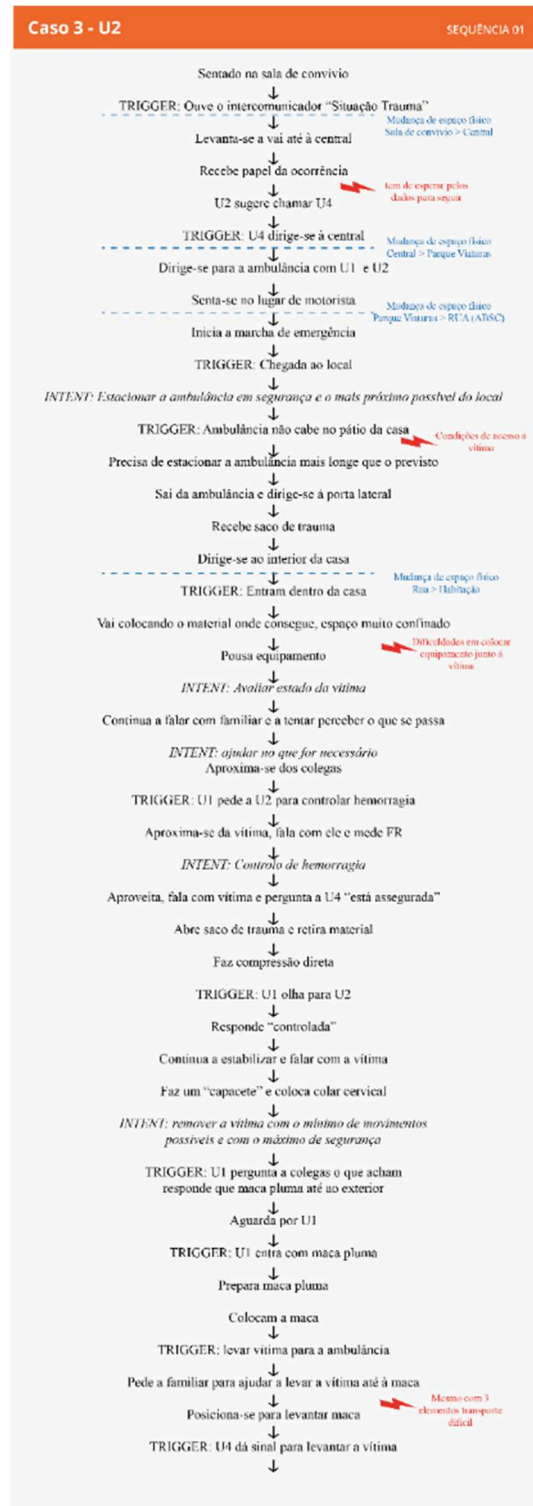 Caso 3 - U2
SEQUÊNCIA 01
Sentado na sala de convivio
TRIGGER: Ouve o intercomunicador “Situação Trauma”
Mudança de espaço físico
Sala de convívio > Central
Levanta-se a vai até à central
Recebe papel da ocorrência
tem de esperar pelos
dados para seguir
U2 sugere chamar U4
TRIGGER: U4 dirige-se à central
Mudança de espaço físico
Central > Parque Viaturas
Dirige-se para a ambulância com U1 e U2
Senta-se no lugar de motorista
Mudança de espaço físico
Parque Viaturas > RUA (ABSC)
Inicia a marcha de emergência
TRIGGER: Chegada ao local
INTENT: Estacionar a ambulância em segurança e o mais próximo possível do local
TRIGGER: Ambulância não cabe no pátio da casa
Condições de acesso à
vítima
Precisa de estacionar a ambulância mais longe que o previsto
Sai da ambulância e dirige-se à porta lateral
Recebe saco de trauma
Dirige-se ao interior da casa
Mudança de espaço físico
Rua > Habitação
TRIGGER: Entram dentro da casa
Vai colocando o material onde consegue, espaço muito confinado
Dificuldades em colocar
equipamento junto à
vítima
Pousa equipamento
INTENT: Avaliar estado da vítima
Continua a falar com familiar e a tentar perceber o que se passa
INTENT: ajudar no que for necessário
Aproxima-se dos colegas
TRIGGER: U1 pede a U2 para controlar hemorragia
Aproxima-se da vítima, fala com ele e mede FR
INTENT: Controlo de hemorragia
Aproveita, fala com vítima e pergunta a U4 “está assegurada”
Abre saco de trauma e retira material
Faz compressão direta
TRIGGER: U1 olha para U2
Responde “controlada”
Continua a estabilizar e falar com a vítima
Faz um “capacete” e coloca colar cervical
INTENT: remover a vítima com o mínimo de movimentos
possíveis e com o máximo de segurança
TRIGGER: U1 pergunta a colegas o que acham
responde que maca pluma até ao exterior
Aguarda por U1
TRIGGER: U1 entra com maca pluma
Prepara maca pluma
Colocam a maca
TRIGGER: levar vítima para a ambulância
Pede a familiar para ajudar a levar a vítima até à maca
Mesmo com 3
elementos transporte
difícil
Posiciona-se para levantar maca
TRIGGER: U4 dá sinal para levantar a vítima